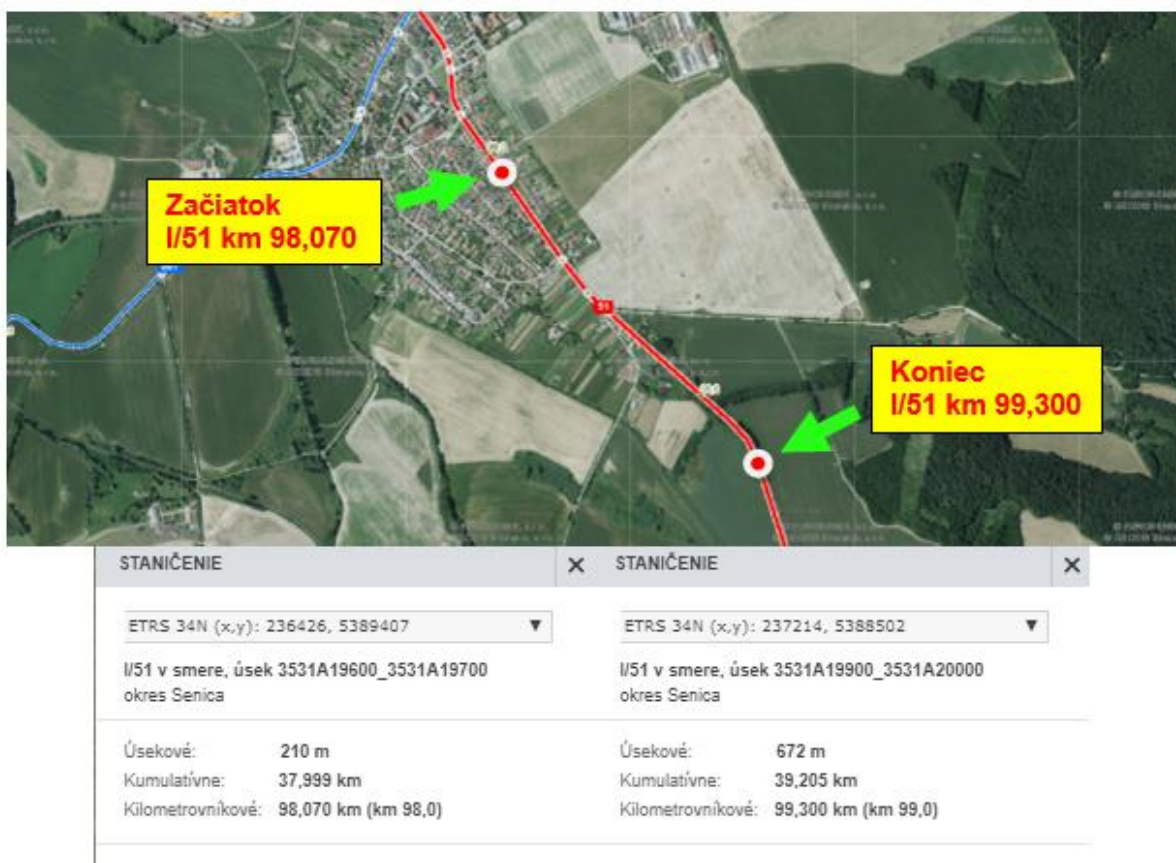 Začiatok
I/51 km 98,070
51
Koniec
I/51 km 99,300
STANIČENIE
ETRS 34N (x,y): 236426, 5389407
I/51 v smere, úsek 3531A19600_3531A19700
okres Senica
Úsekové: 210 m
Kumulatívne: 37,999 km
Kilometrovníkové: 98,070 km (km 98,0)
STANIČENIE
ETRS 34N (x,y): 237214, 5388502
I/51 v smere, úsek 3531A19900_3531A20000
okres Senica
Úsekové: 672 m
Kumulatívne: 39,205 km
Kilometrovníkové: 99,300 km (km 99,0)